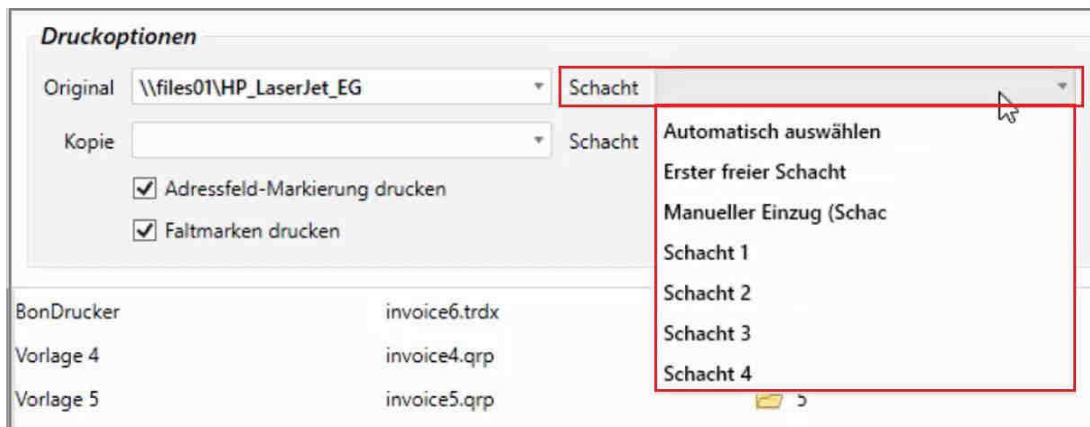 Druckoptionen
Original \\files01\HP_LaserJet_EG Schacht
Kopie Schacht
Automatisch auswählen
Erster freier Schacht
Manueller Einzug (Schac
Schacht 1
Schacht 2
Schacht 3
Schacht 4
Adressfeld-Markierung drucken
Faltmarken drucken
BonDrucker invoice6.trdx
Vorlage 4 invoice4.qrp
Vorlage 5 invoice5.qrp 5